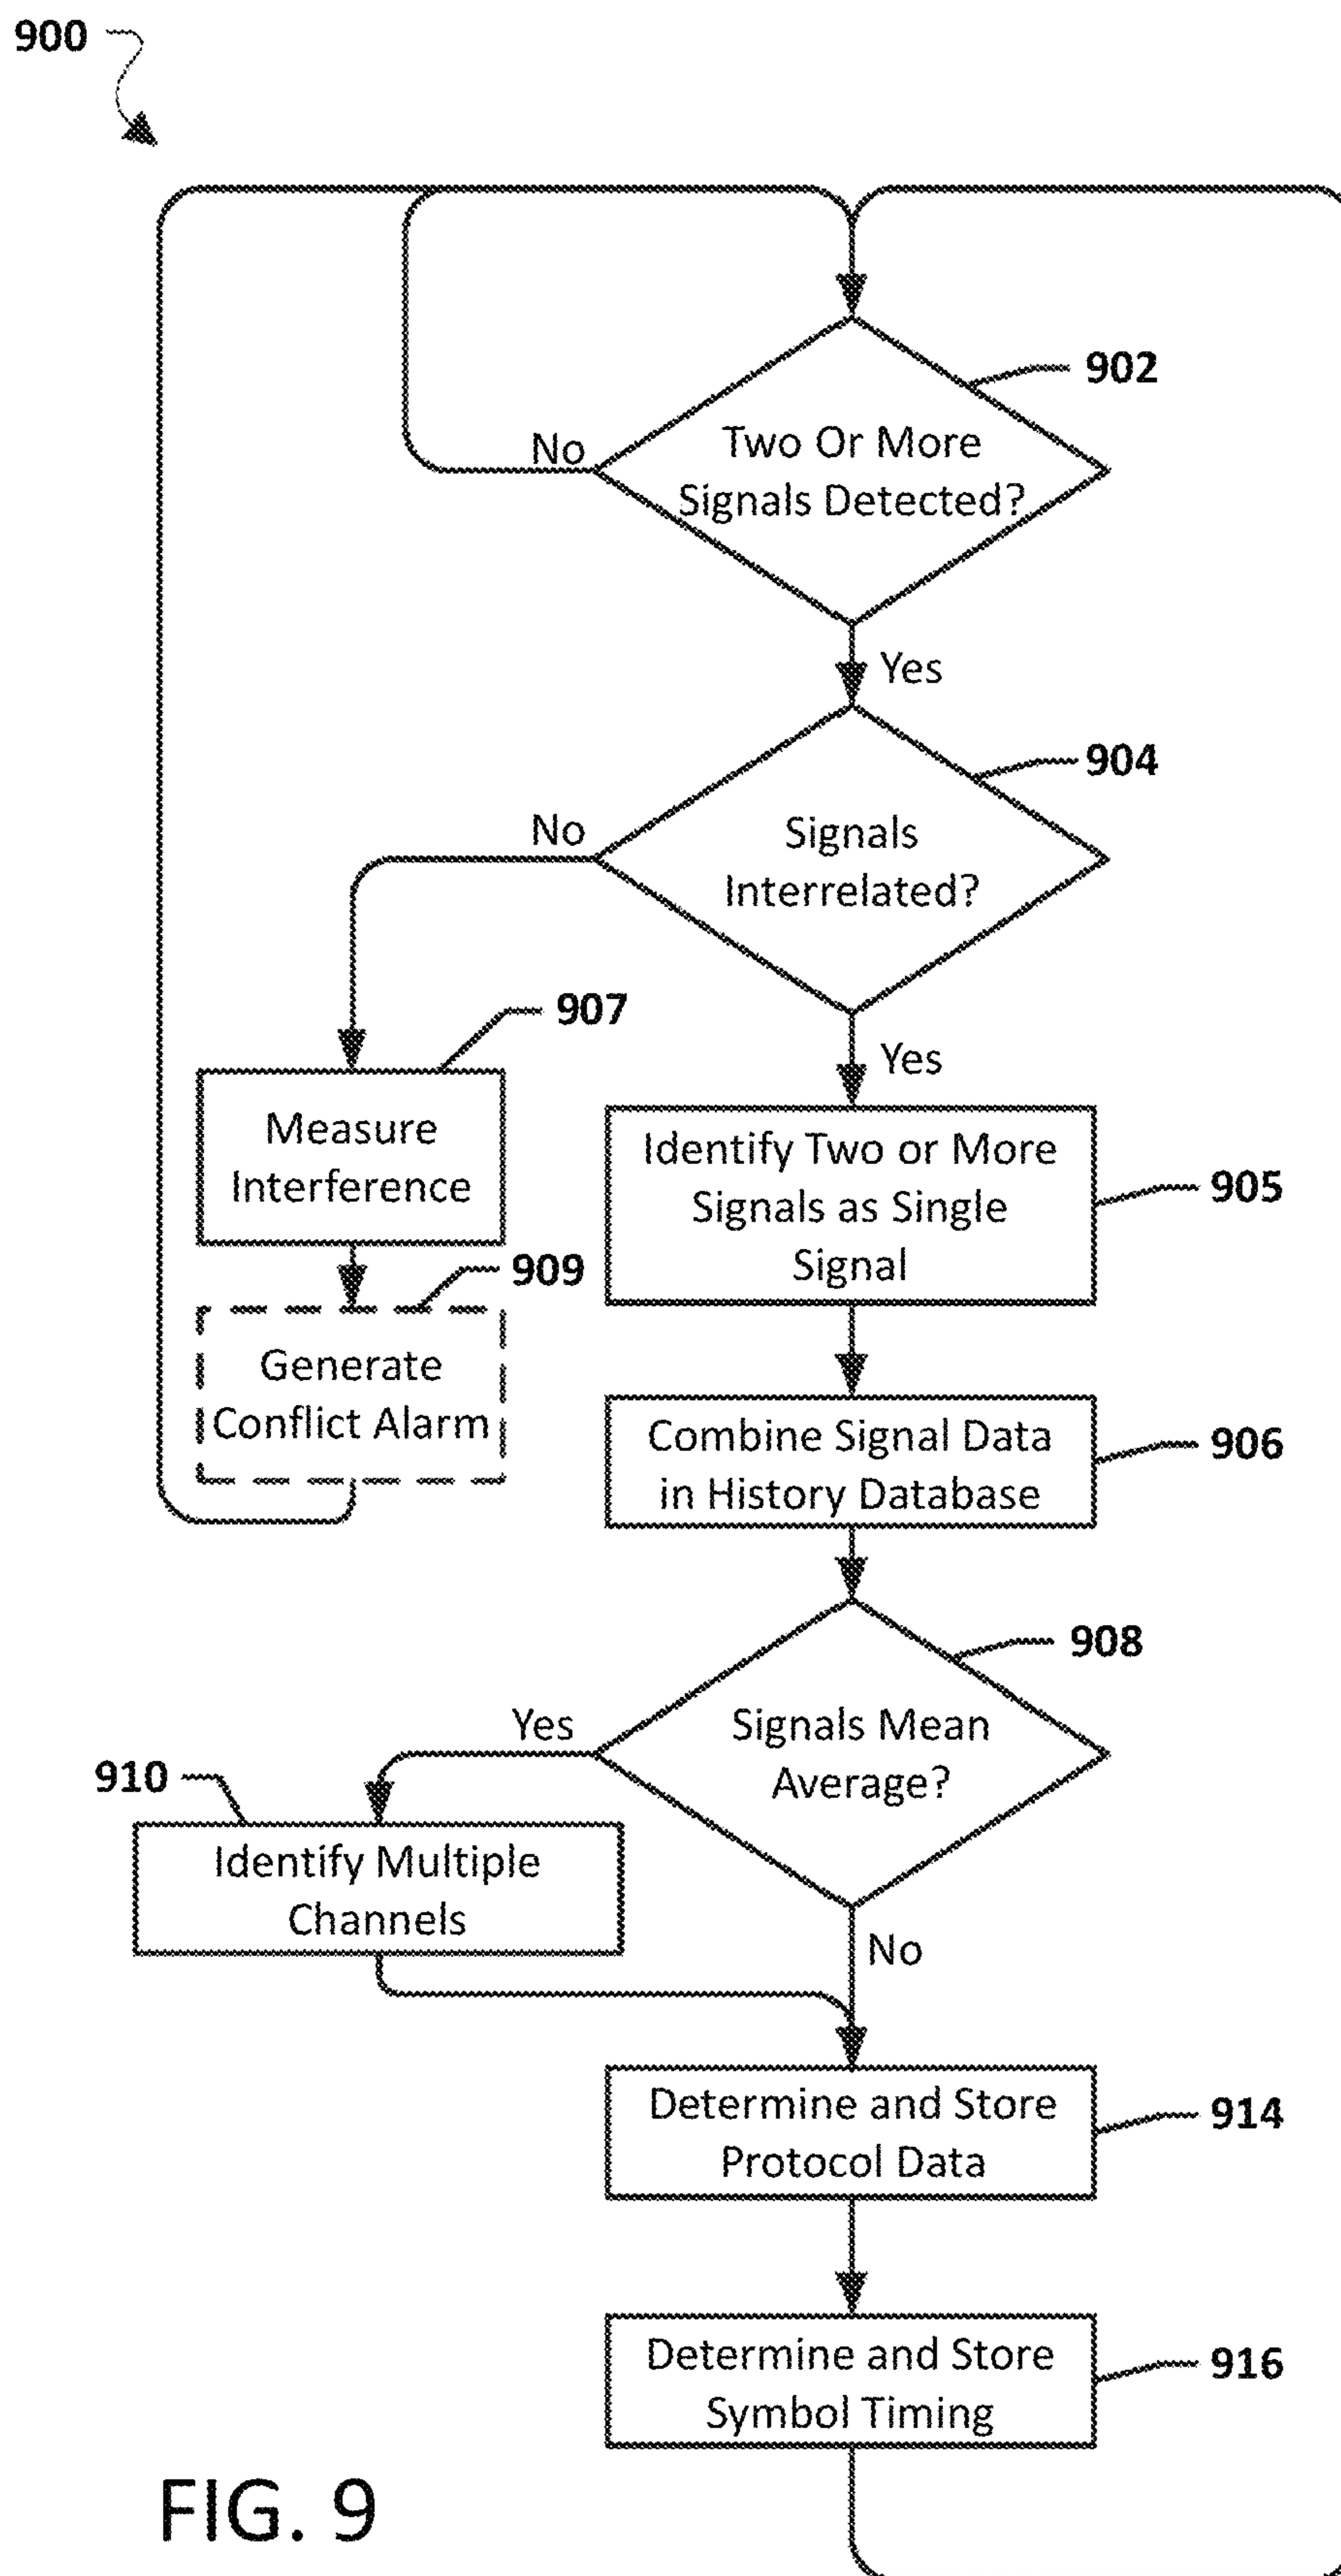 900
902
Two Or More
Signals Detected?
No
Yes
904
Signals
Interrelated?
No
Yes
907
Measure
Interference
905
Identify Two or More
Signals as Single
Signal
909
Generate
Conflict Alarm
906
Combine Signal Data
in History Database
908
Signals Mean
Average?
Yes
910
Identify Multiple
Channels
No
914
Determine and Store
Protocol Data
916
Determine and Store
Symbol Timing
FIG. 9